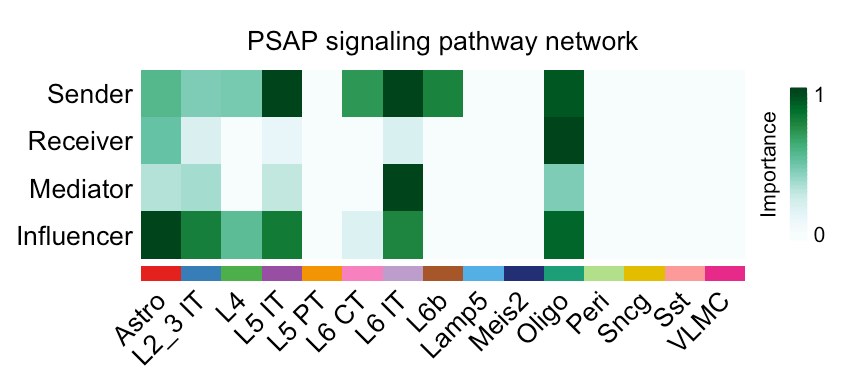 PSAP signaling pathway network
Sender
Receiver
Mediator
Influencer
Astro
L2_3 IT
L4
L5 IT
L5 PT
L6 CT
L6 IT
L6b
Lamp5
Meis2
Oligo
Peri
Sncg
Sst
VLMC
Importance
1
0